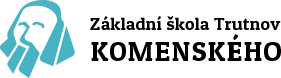 Základní škola Trutnov
KOMENSKÉHO